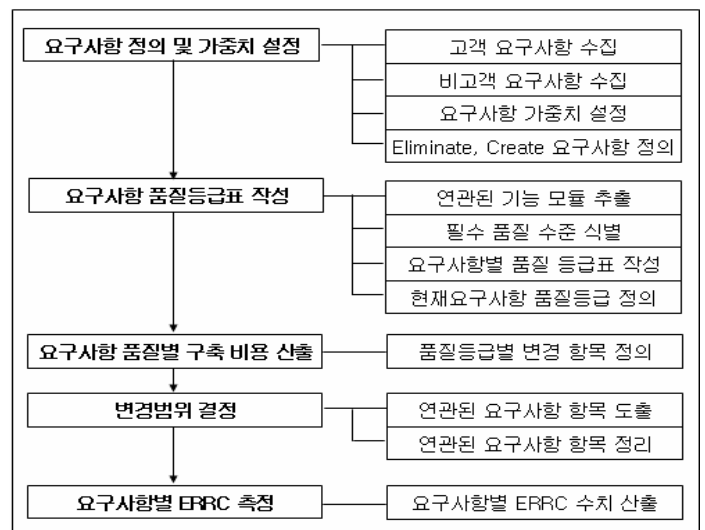 요구사항 정의 및 가중치 설정
고객 요구사항 수집
비고객 요구사항 수집
요구사항 가중치 설정
Eliminate, Create 요구사항 정의
요구사항 품질등급표 작성
연관된 기능 모듈 추출
필수 품질 수준 식별
요구사항별 품질 등급표 작성
현재요구사항 품질등급 정의
요구사항 품질별 구축 비용 산출
품질등급별 변경 항목 정의
변경범위 결정
연관된 요구사항 항목 도출
연관된 요구사항 항목 정리
요구사항별 ERRC 측정
요구사항별 ERRC 수치 산출